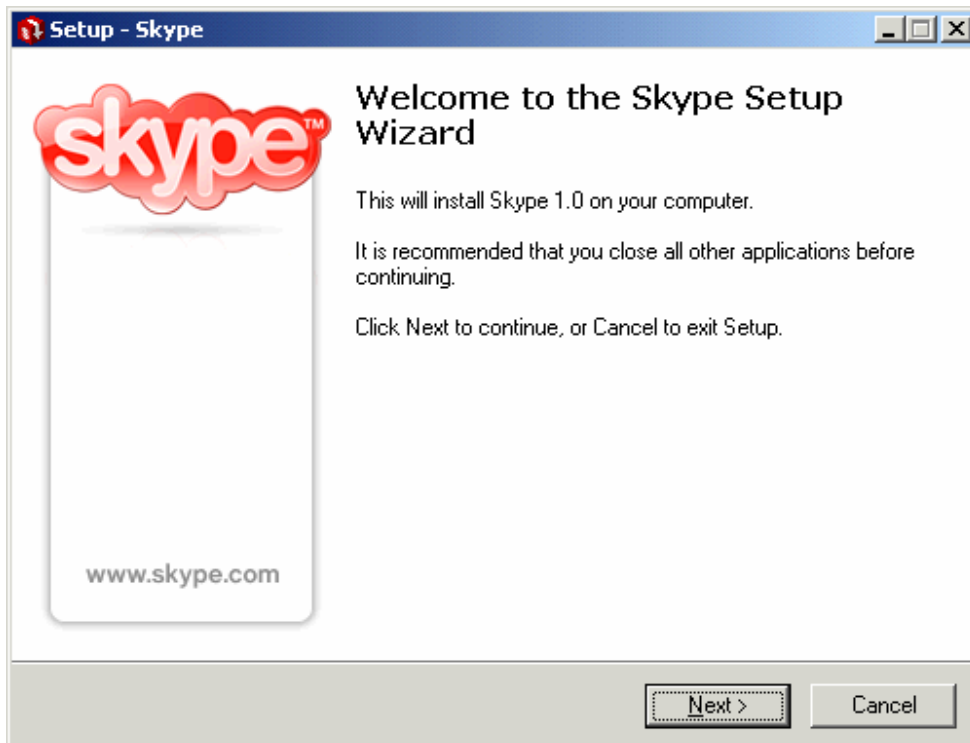 Setup - Skype
skype™
Welcome to the Skype Setup
Wizard
This will install Skype 1.0 on your computer.
It is recommended that you close all other applications before
continuing.
Click Next to continue, or Cancel to exit Setup.
www.skype.com
Next >
Cancel